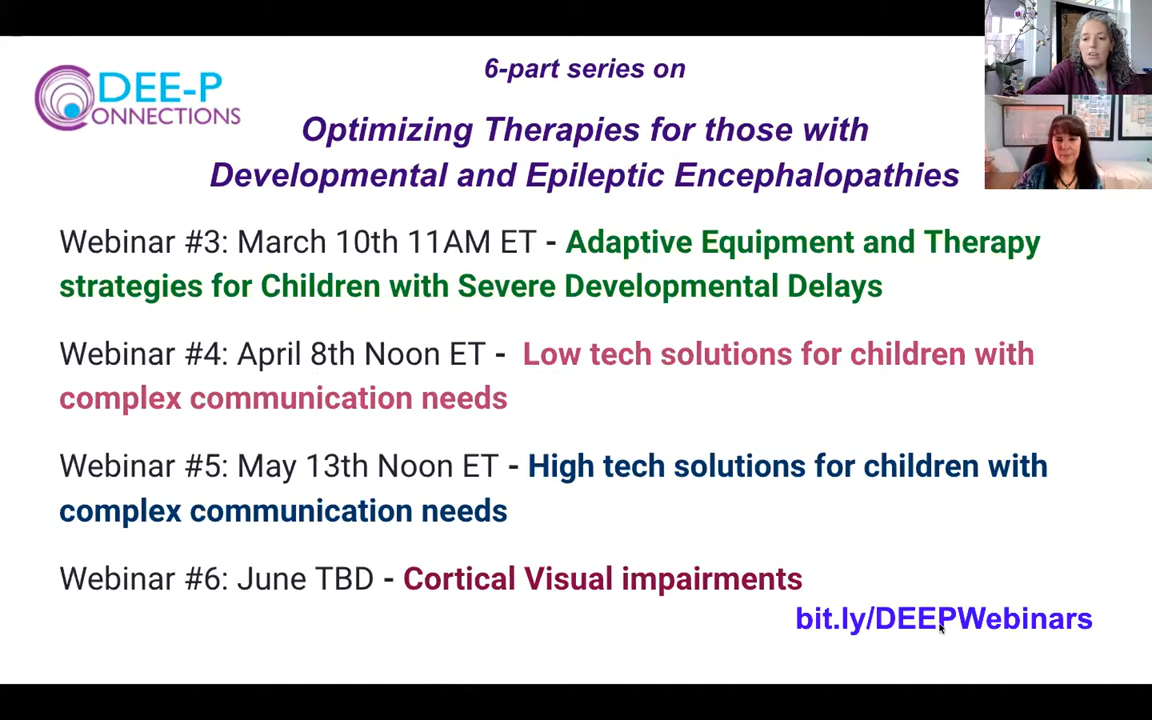 6-part series on
DEE-P
ONNECTIONS
Optimizing Therapies for those with
Developmental and Epileptic Encephalopathies
Webinar #3: March 10th 11AM ET - Adaptive Equipment and Therapy
strategies for Children with Severe Developmental Delays
Webinar #4: April 8th Noon ET - Low tech solutions for children with
complex communication needs
Webinar #5: May 13th Noon ET - High tech solutions for children with
complex communication needs
Webinar #6: June TBD - Cortical Visual impairments
bit.ly/DEEPWebinars